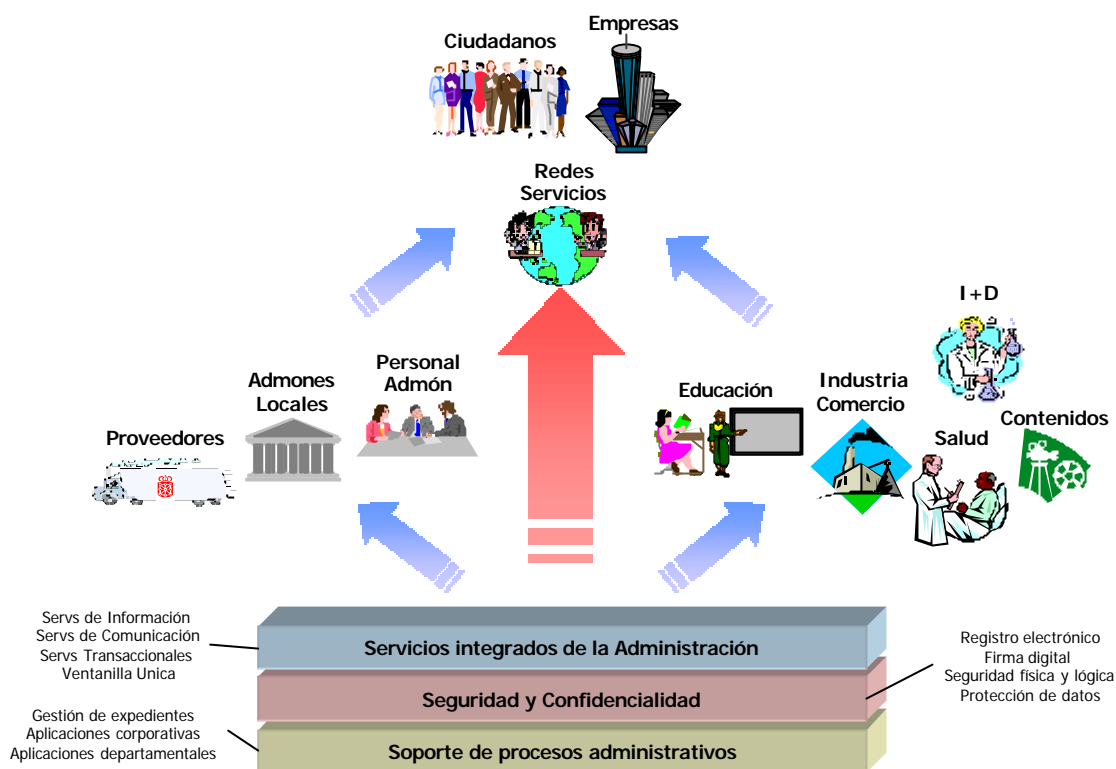 Empresas
Ciudadanos
Redes
Servicios
I+D
Personal
Admón
Admones
Locales
Proveedores
Educación
Industria
Comercio
Salud
Contenidos
Servs de Información
Servs de Comunicación
Servs Transaccionales
Ventanilla Unica
Servicios integrados de la Administración
Registro electrónico
Firma digital
Seguridad física y lógica
Protección de datos
Seguridad y Confidencialidad
Gestión de expedientes
Aplicaciones corporativas
Aplicaciones departamentales
Soporte de procesos administrativos